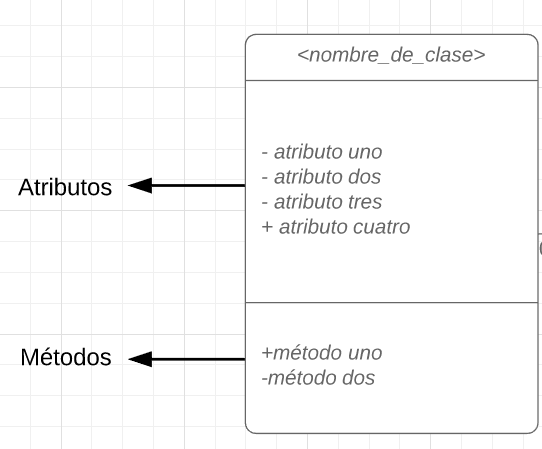 <nombre_de_clase>
- atributo uno
- atributo dos
- atributo tres
+ atributo cuatro
Atributos
+método uno
-método dos
Métodos